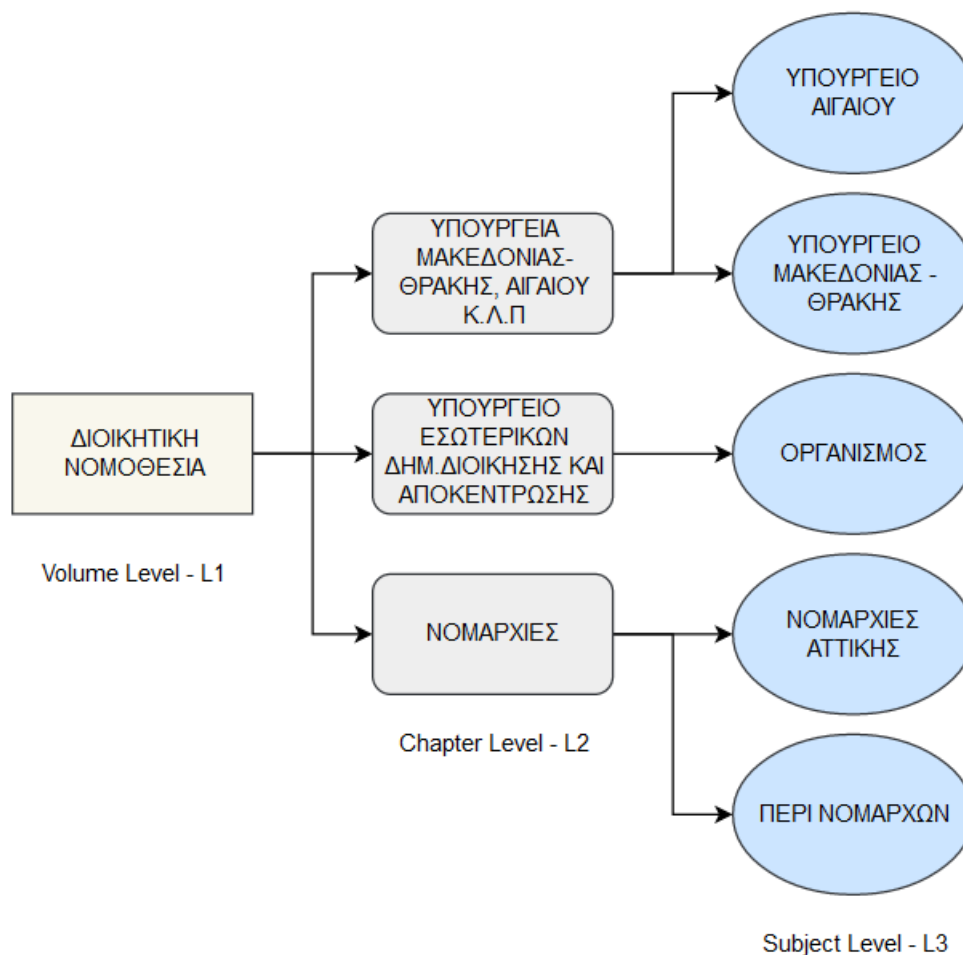 ΥΠΟΥΡΓΕΙΟ
ΑΙΓΑΙΟΥ
ΥΠΟΥΡΓΕΙΑ
ΜΑΚΕΔΟΝΙΑΣ-
ΘΡΑΚΗΣ, ΑΙΓΑΙΟΥ
Κ.Λ.Π
ΥΠΟΥΡΓΕΙΟ
ΜΑΚΕΔΟΝΙΑΣ -
ΘΡΑΚΗΣ
ΔΙΟΙΚΗΤΙΚΗ
ΝΟΜΟΘΕΣΙΑ
Volume Level - L1
ΥΠΟΥΡΓΕΙΟ
ΕΣΩΤΕΡΙΚΩΝ
ΔΗΜ.ΔΙΟΙΚΗΣΗΣ ΚΑΙ
ΑΠΟΚΕΝΤΡΩΣΗΣ
ΟΡΓΑΝΙΣΜΟΣ
ΝΟΜΑΡΧΙΕΣ
Chapter Level - L2
ΝΟΜΑΡΧΙΕΣ
ΑΤΤΙΚΗΣ
ΠΕΡΙ ΝΟΜΑΡΧΩΝ
Subject Level - L3